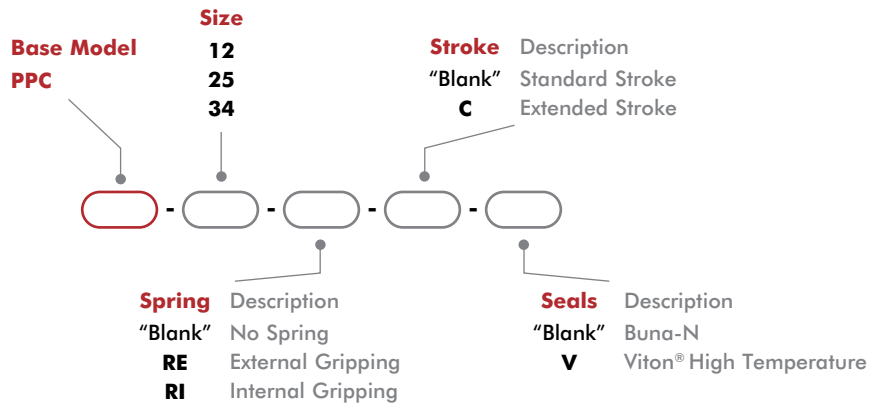 Size
Base Model
PPC
12
25
34
Stroke Description
“Blank” Standard Stroke
C Extended Stroke
- - - -
Spring Description
“Blank” No Spring
RE External Gripping
RI Internal Gripping
Seals Description
“Blank” Buna-N
V Viton® High Temperature